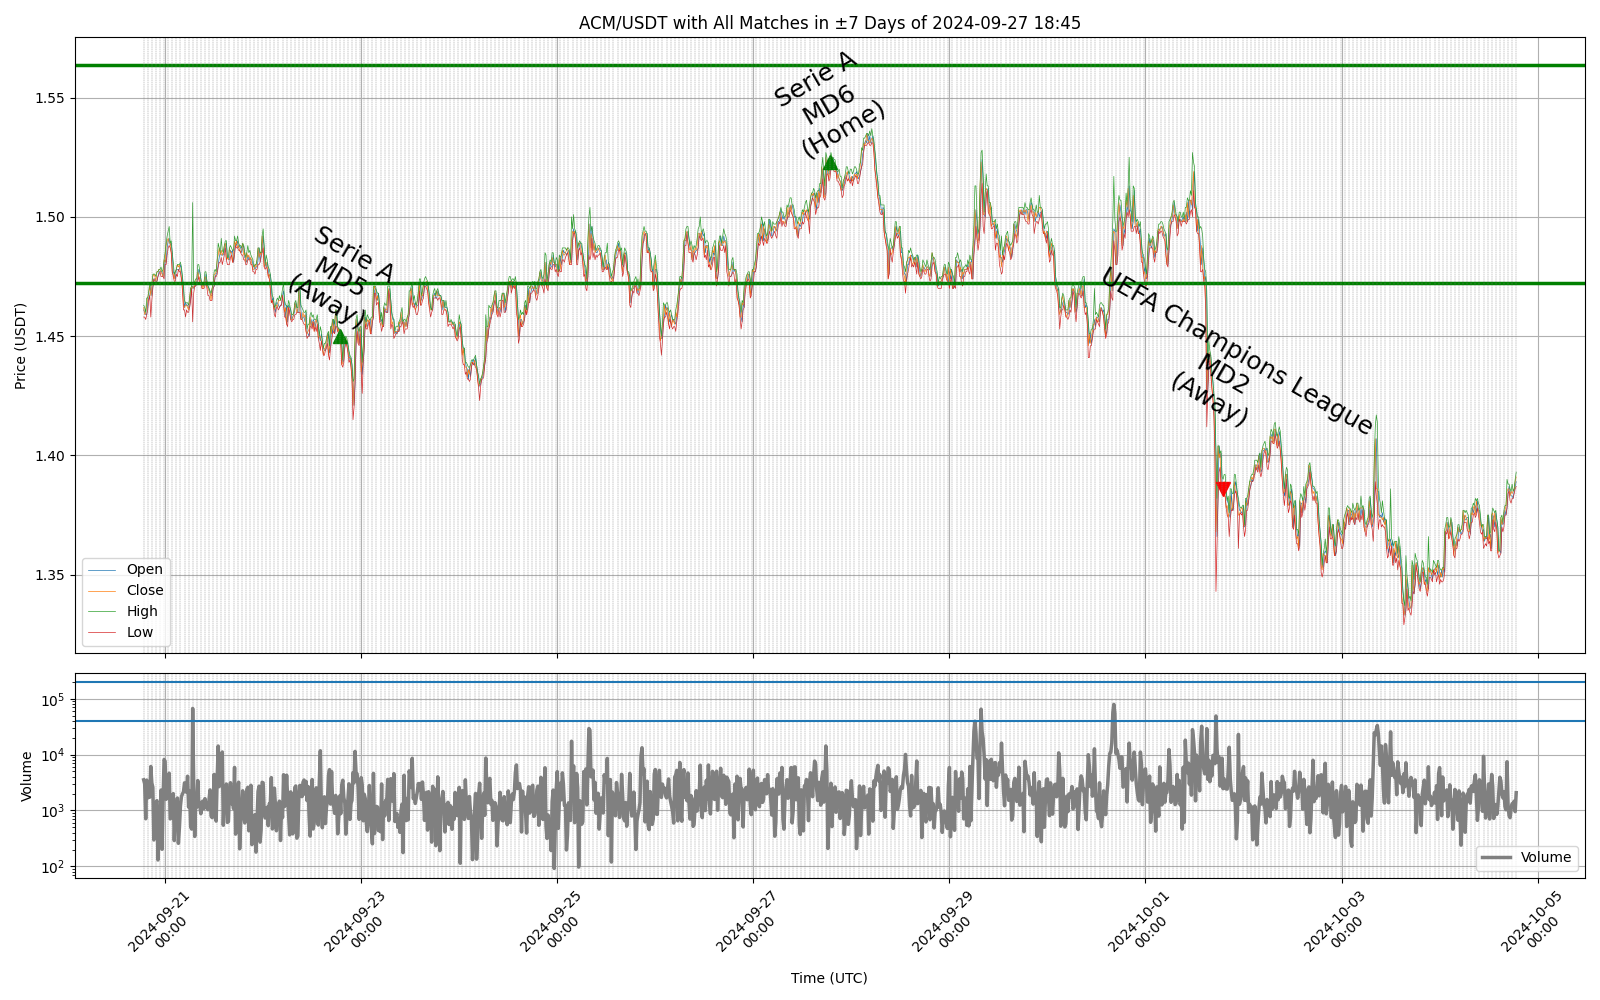 ACM/USDT with All Matches in ±7 Days of 2024-09-27 18:45
Price (USDT)
1.55
1.50
1.45
1.40
1.35
Serie A
MD5
(Away)
Serie A
MD6
(Home)
UEFA Champions League
MD2
(Away)
Open
Close
High
Low
Volume
10^5
10^4
10^3
10^2
Volume
2024-09-21
00:00
2024-09-23
00:00
2024-09-25
00:00
2024-09-27
00:00
2024-09-29
00:00
2024-10-01
00:00
2024-10-03
00:00
2024-10-05
00:00
Time (UTC)